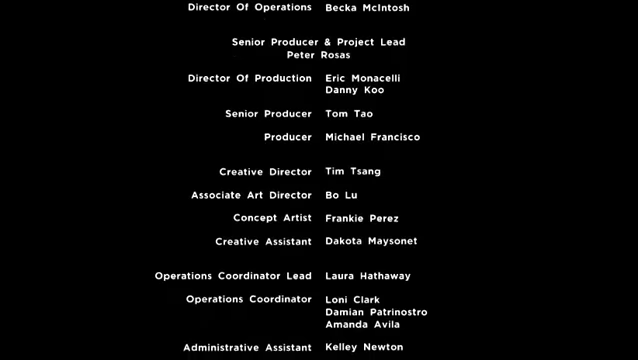 Director Of Operations Becka McIntosh
Senior Producer & Project Lead
Peter Rosas
Director Of Production Eric Monacelli
Danny Koo
Senior Producer Tom Tao
Producer Michael Francisco
Creative Director Tim Tsang
Associate Art Director Bo Lu
Concept Artist Frankie Perez
Creative Assistant Dakota Maysonet
Operations Coordinator Lead Laura Hathaway
Operations Coordinator Loni Clark
Damian Patrinostro
Amanda Avila
Administrative Assistant Kelley Newton